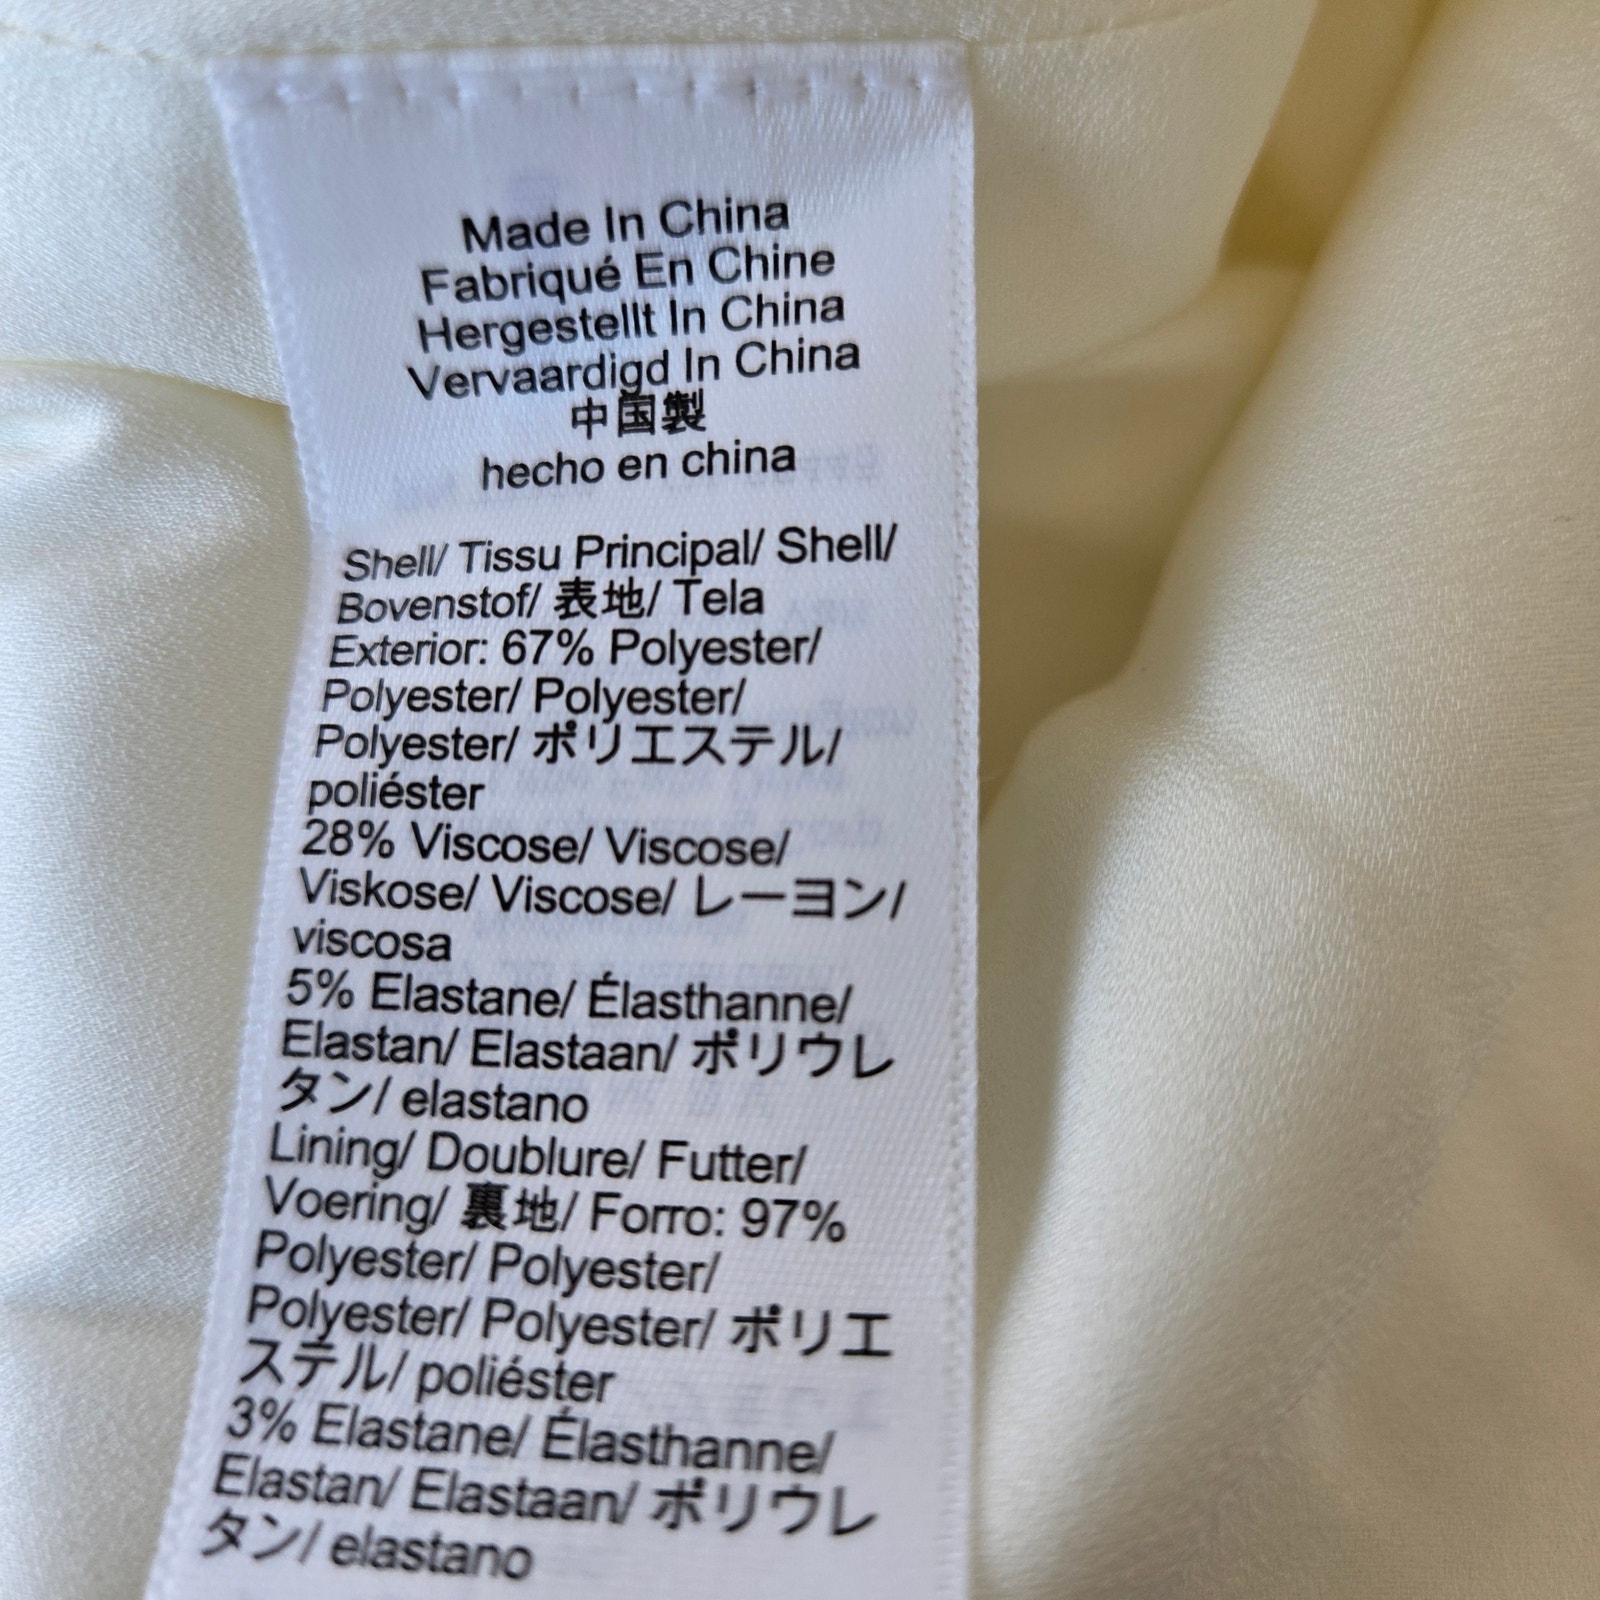 Made In China
Fabriqué En Chine
Hergestellt In China
Vervaardigd In China
中国製
hecho en china
Shell/ Tissu Principal/ Shell/
Bovenstof/ 表地/ Tela
Exterior: 67% Polyester/
Polyester/ Polyester/
Polyester/ ポリエステル/
poliéster
28% Viscose/ Viscose/
Viskose/ Viscose/ レーヨン/
viscosa
5% Elastane/ Élasthanne/
Elastan/ Elastaan/ ポリウレ
タン/ elastano
Lining/ Doublure/ Futter/
Voering/ 裏地/ Forro: 97%
Polyester/ Polyester/
Polyester/ Polyester/ ポリエ
ステル/ poliéster
3% Elastane/ Élasthanne/
Elastan/ Elastaan/ ポリウレ
タン/ elastano